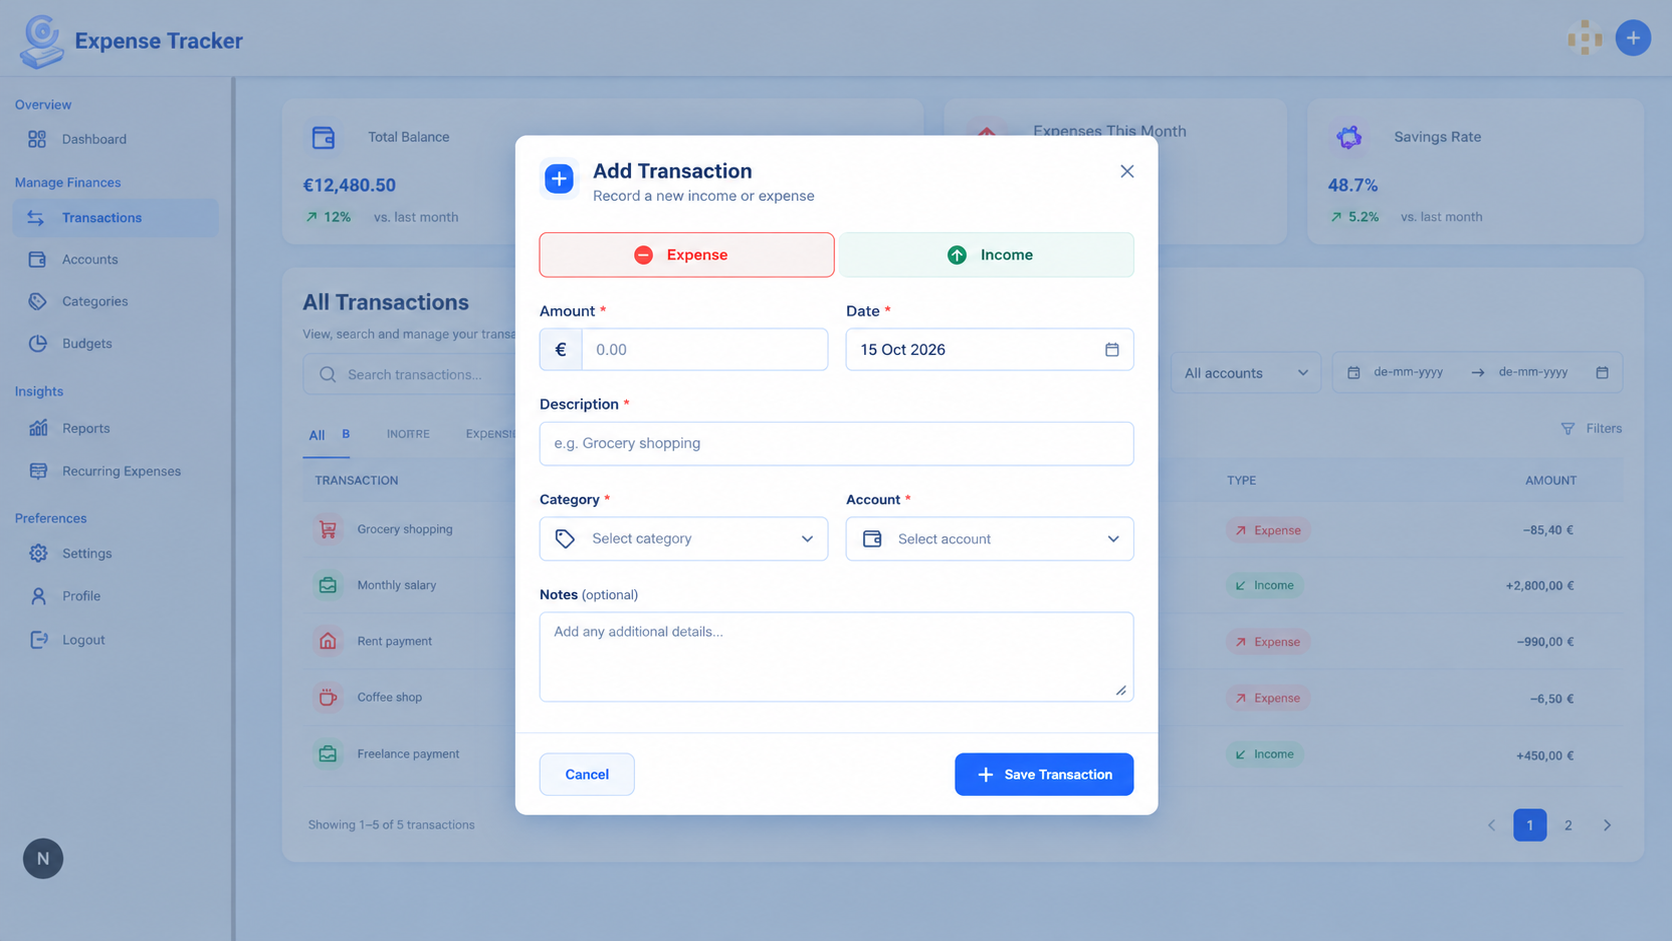 Expense Tracker
Overview
Dashboard
Manage Finances
Transactions
Accounts
Categories
Budgets
Insights
Reports
Recurring Expenses
Preferences
Settings
Profile
Logout
N
Total Balance
€12,480.50
12% vs. last month
Expenses This Month
Savings Rate
48.7%
5.2% vs. last month
All Transactions
View, search and manage your transa
Search transactions...
All accounts
de-mm-yyyy → de-mm-yyyy
All B INOITRE EXPENSI
Filters
TRANSACTION TYPE AMOUNT
Grocery shopping Expense −85,40 €
Monthly salary Income +2,800,00 €
Rent payment Expense −990,00 €
Coffee shop Expense −6,50 €
Freelance payment Income +450,00 €
Showing 1–5 of 5 transactions
1 2
Add Transaction
Record a new income or expense
Expense Income
Amount * Date *
€ 0.00 15 Oct 2026
Description *
e.g. Grocery shopping
Category * Account *
Select category Select account
Notes (optional)
Add any additional details...
Cancel
+ Save Transaction